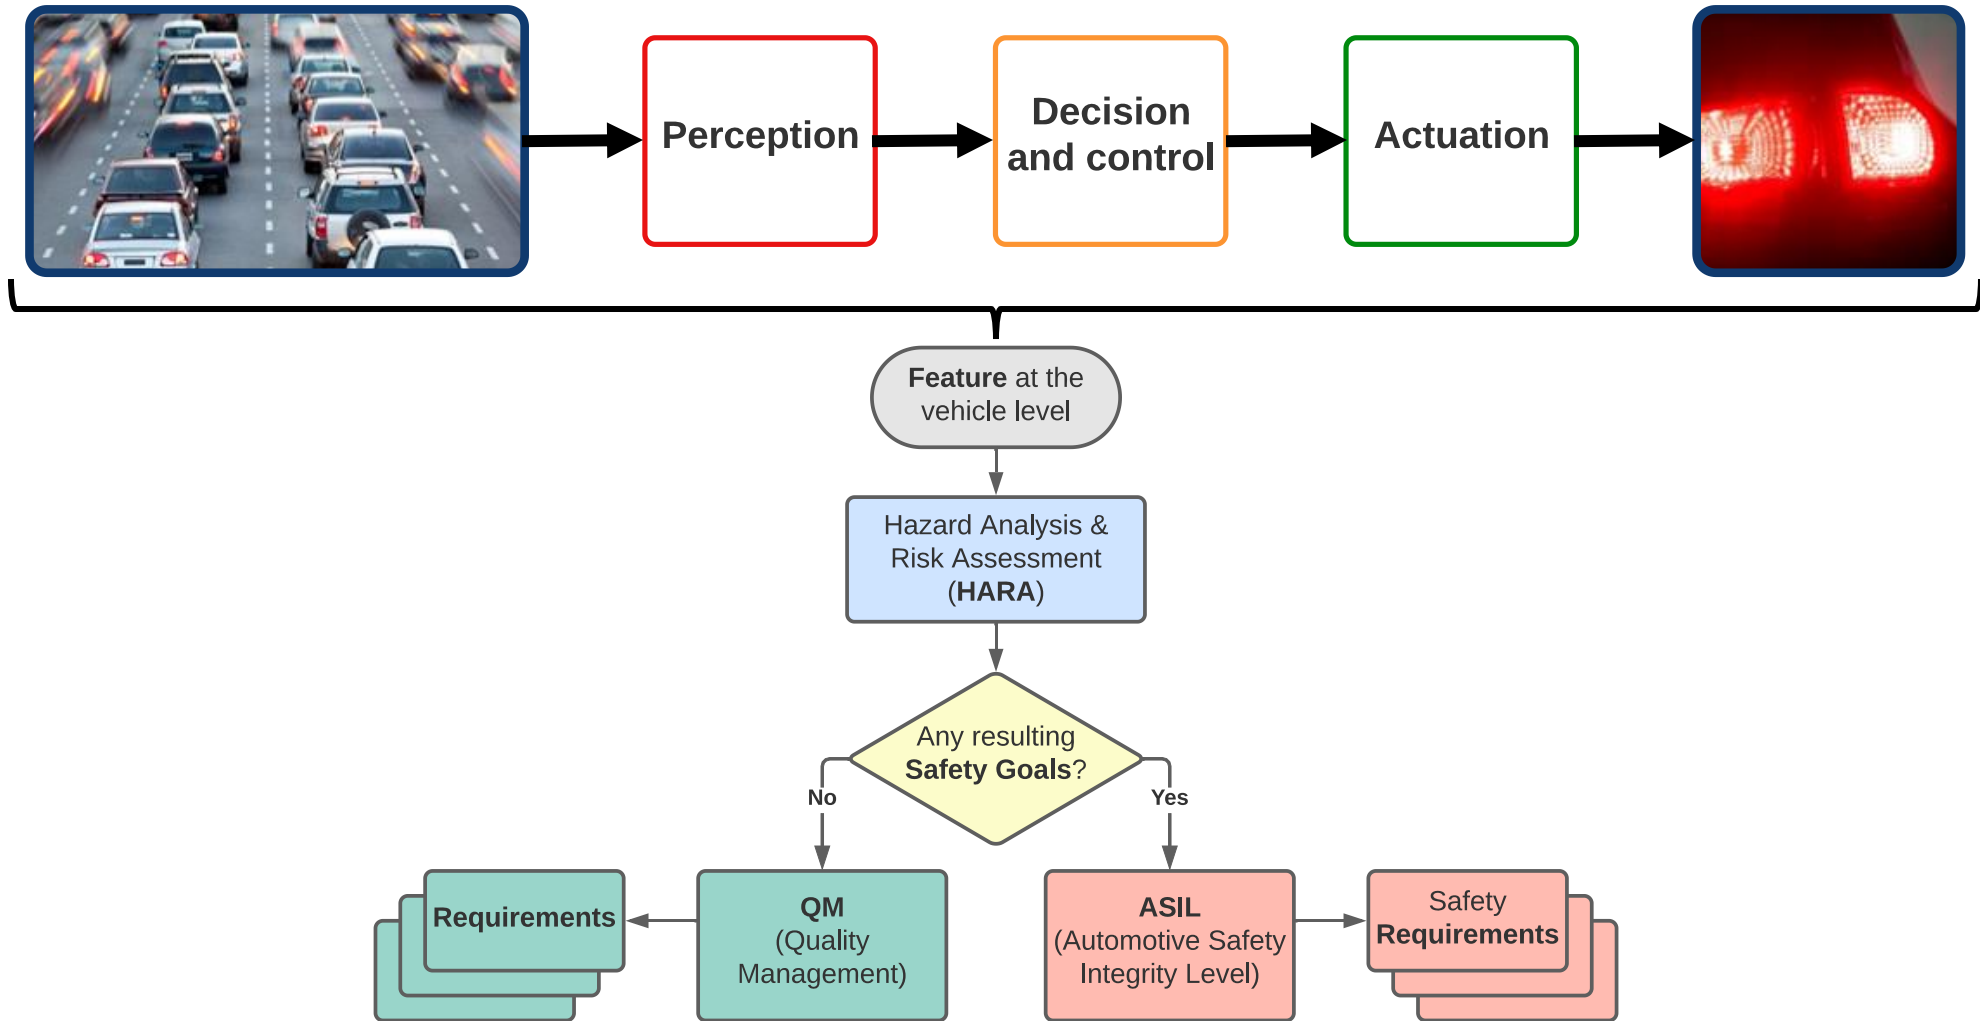 Perception
Decision
and control
Actuation
Feature at the
vehicle level
Hazard Analysis &
Risk Assessment
(HARA)
Any resulting
Safety Goals?
No
Yes
Requirements
QM
(Quality
Management)
ASIL
(Automotive Safety
Integrity Level)
Safety
Requirements